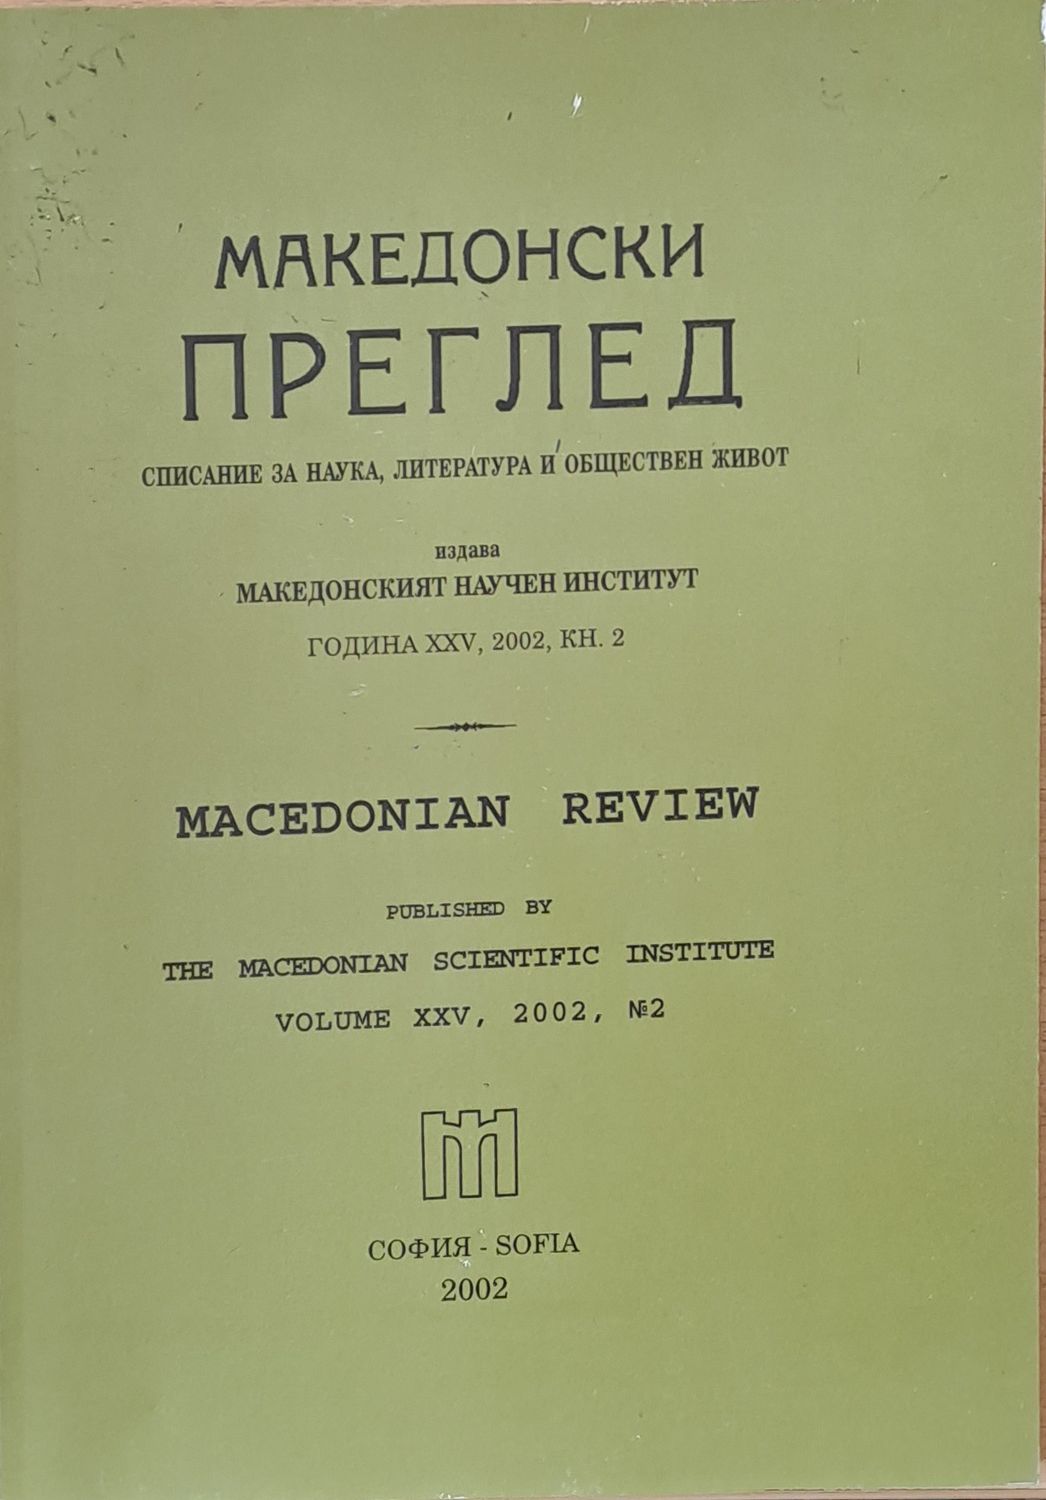 МАКЕДОНСКИ
ПРЕГЛЕД
СПИСАНИЕ ЗА НАУКА, ЛИТЕРАТУРА И ОБЩЕСТВЕН ЖИВОТ
издава
МАКЕДОНСКИЯТ НАУЧЕН ИНСТИТУТ
ГОДИНА XXV, 2002, КН. 2
MACEDONIAN REVIEW
PUBLISHED BY
THE MACEDONIAN SCIENTIFIC INSTITUTE
VOLUME XXV, 2002, №2
СОФИЯ - SOFIA
2002